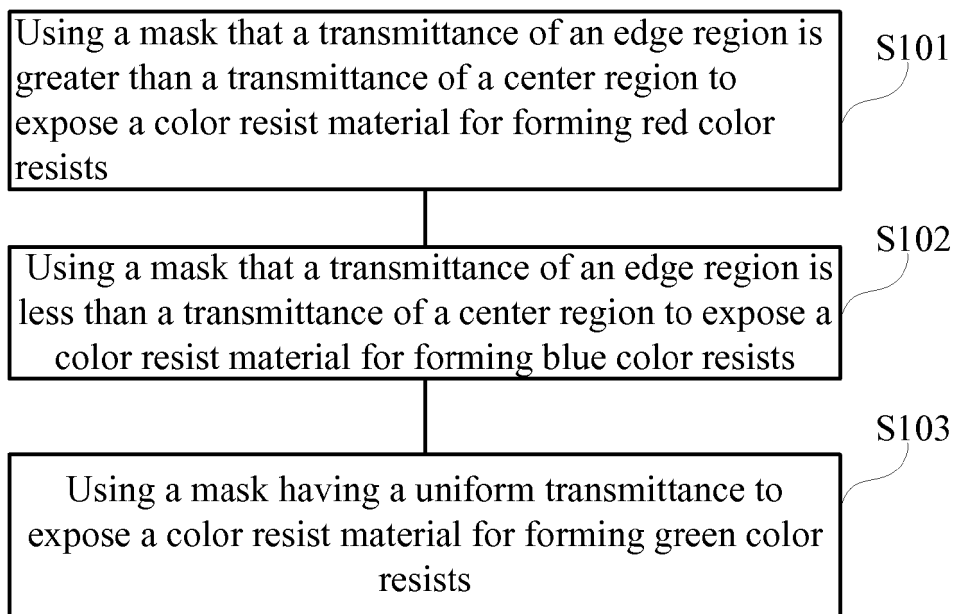 Using a mask that a transmittance of an edge region is
greater than a transmittance of a center region to
expose a color resist material for forming red color
resists
S101
Using a mask that a transmittance of an edge region is
less than a transmittance of a center region to expose a
color resist material for forming blue color resists
S102
Using a mask having a uniform transmittance to
expose a color resist material for forming green color
resists
S103